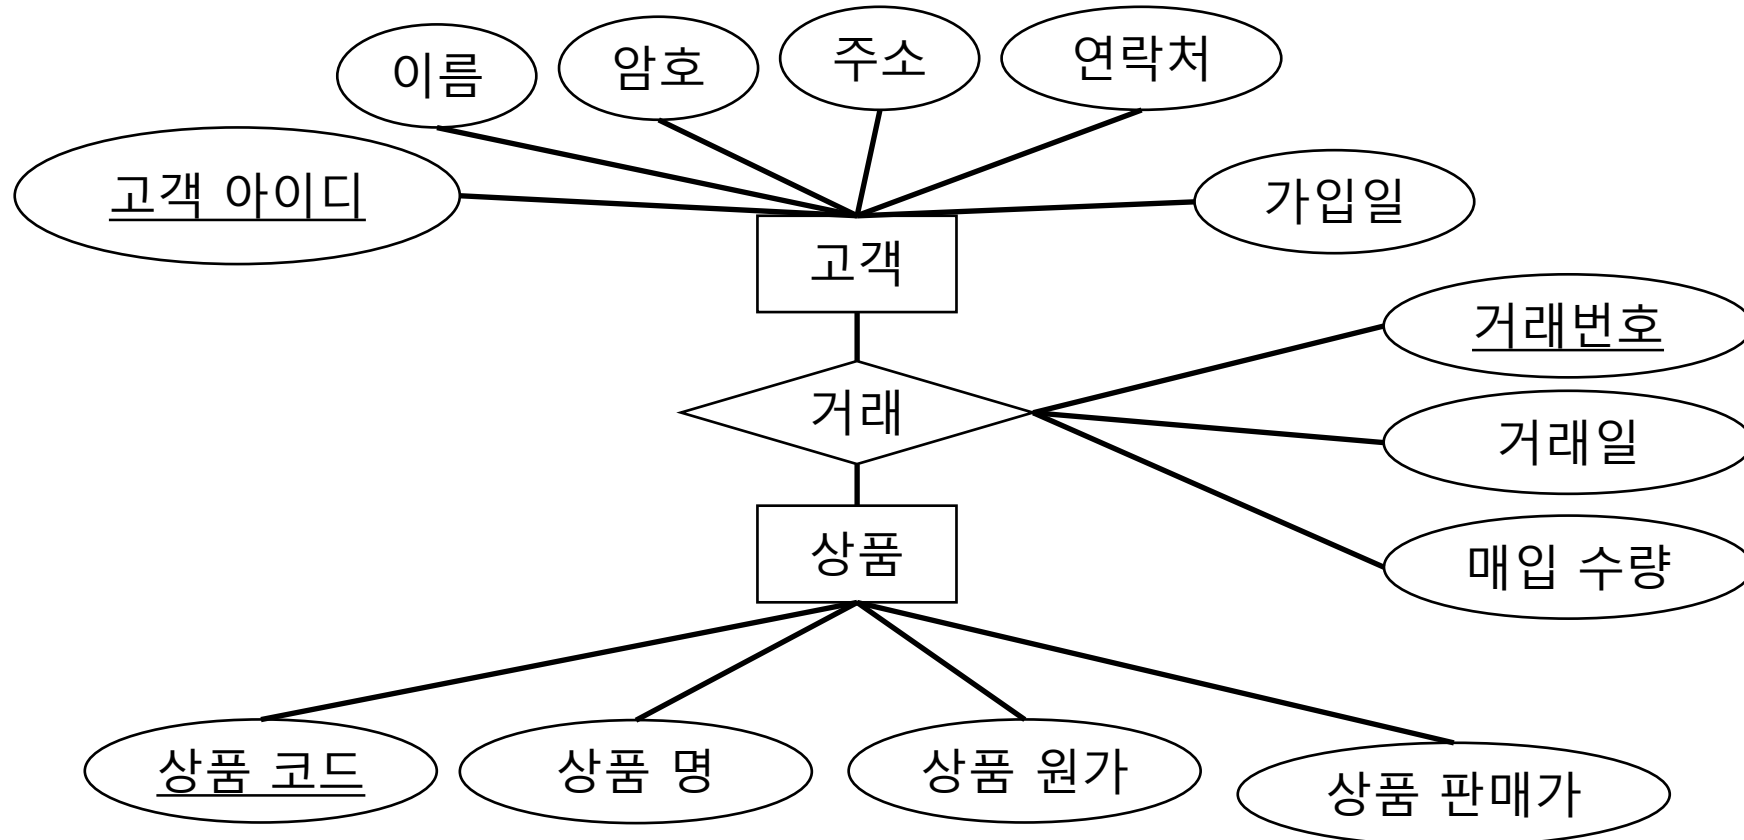 이름
암호
주소
연락처
고객 아이디
가입일
고객
거래번호
거래
거래일
상품
매입 수량
상품 코드
상품 명
상품 원가
상품 판매가